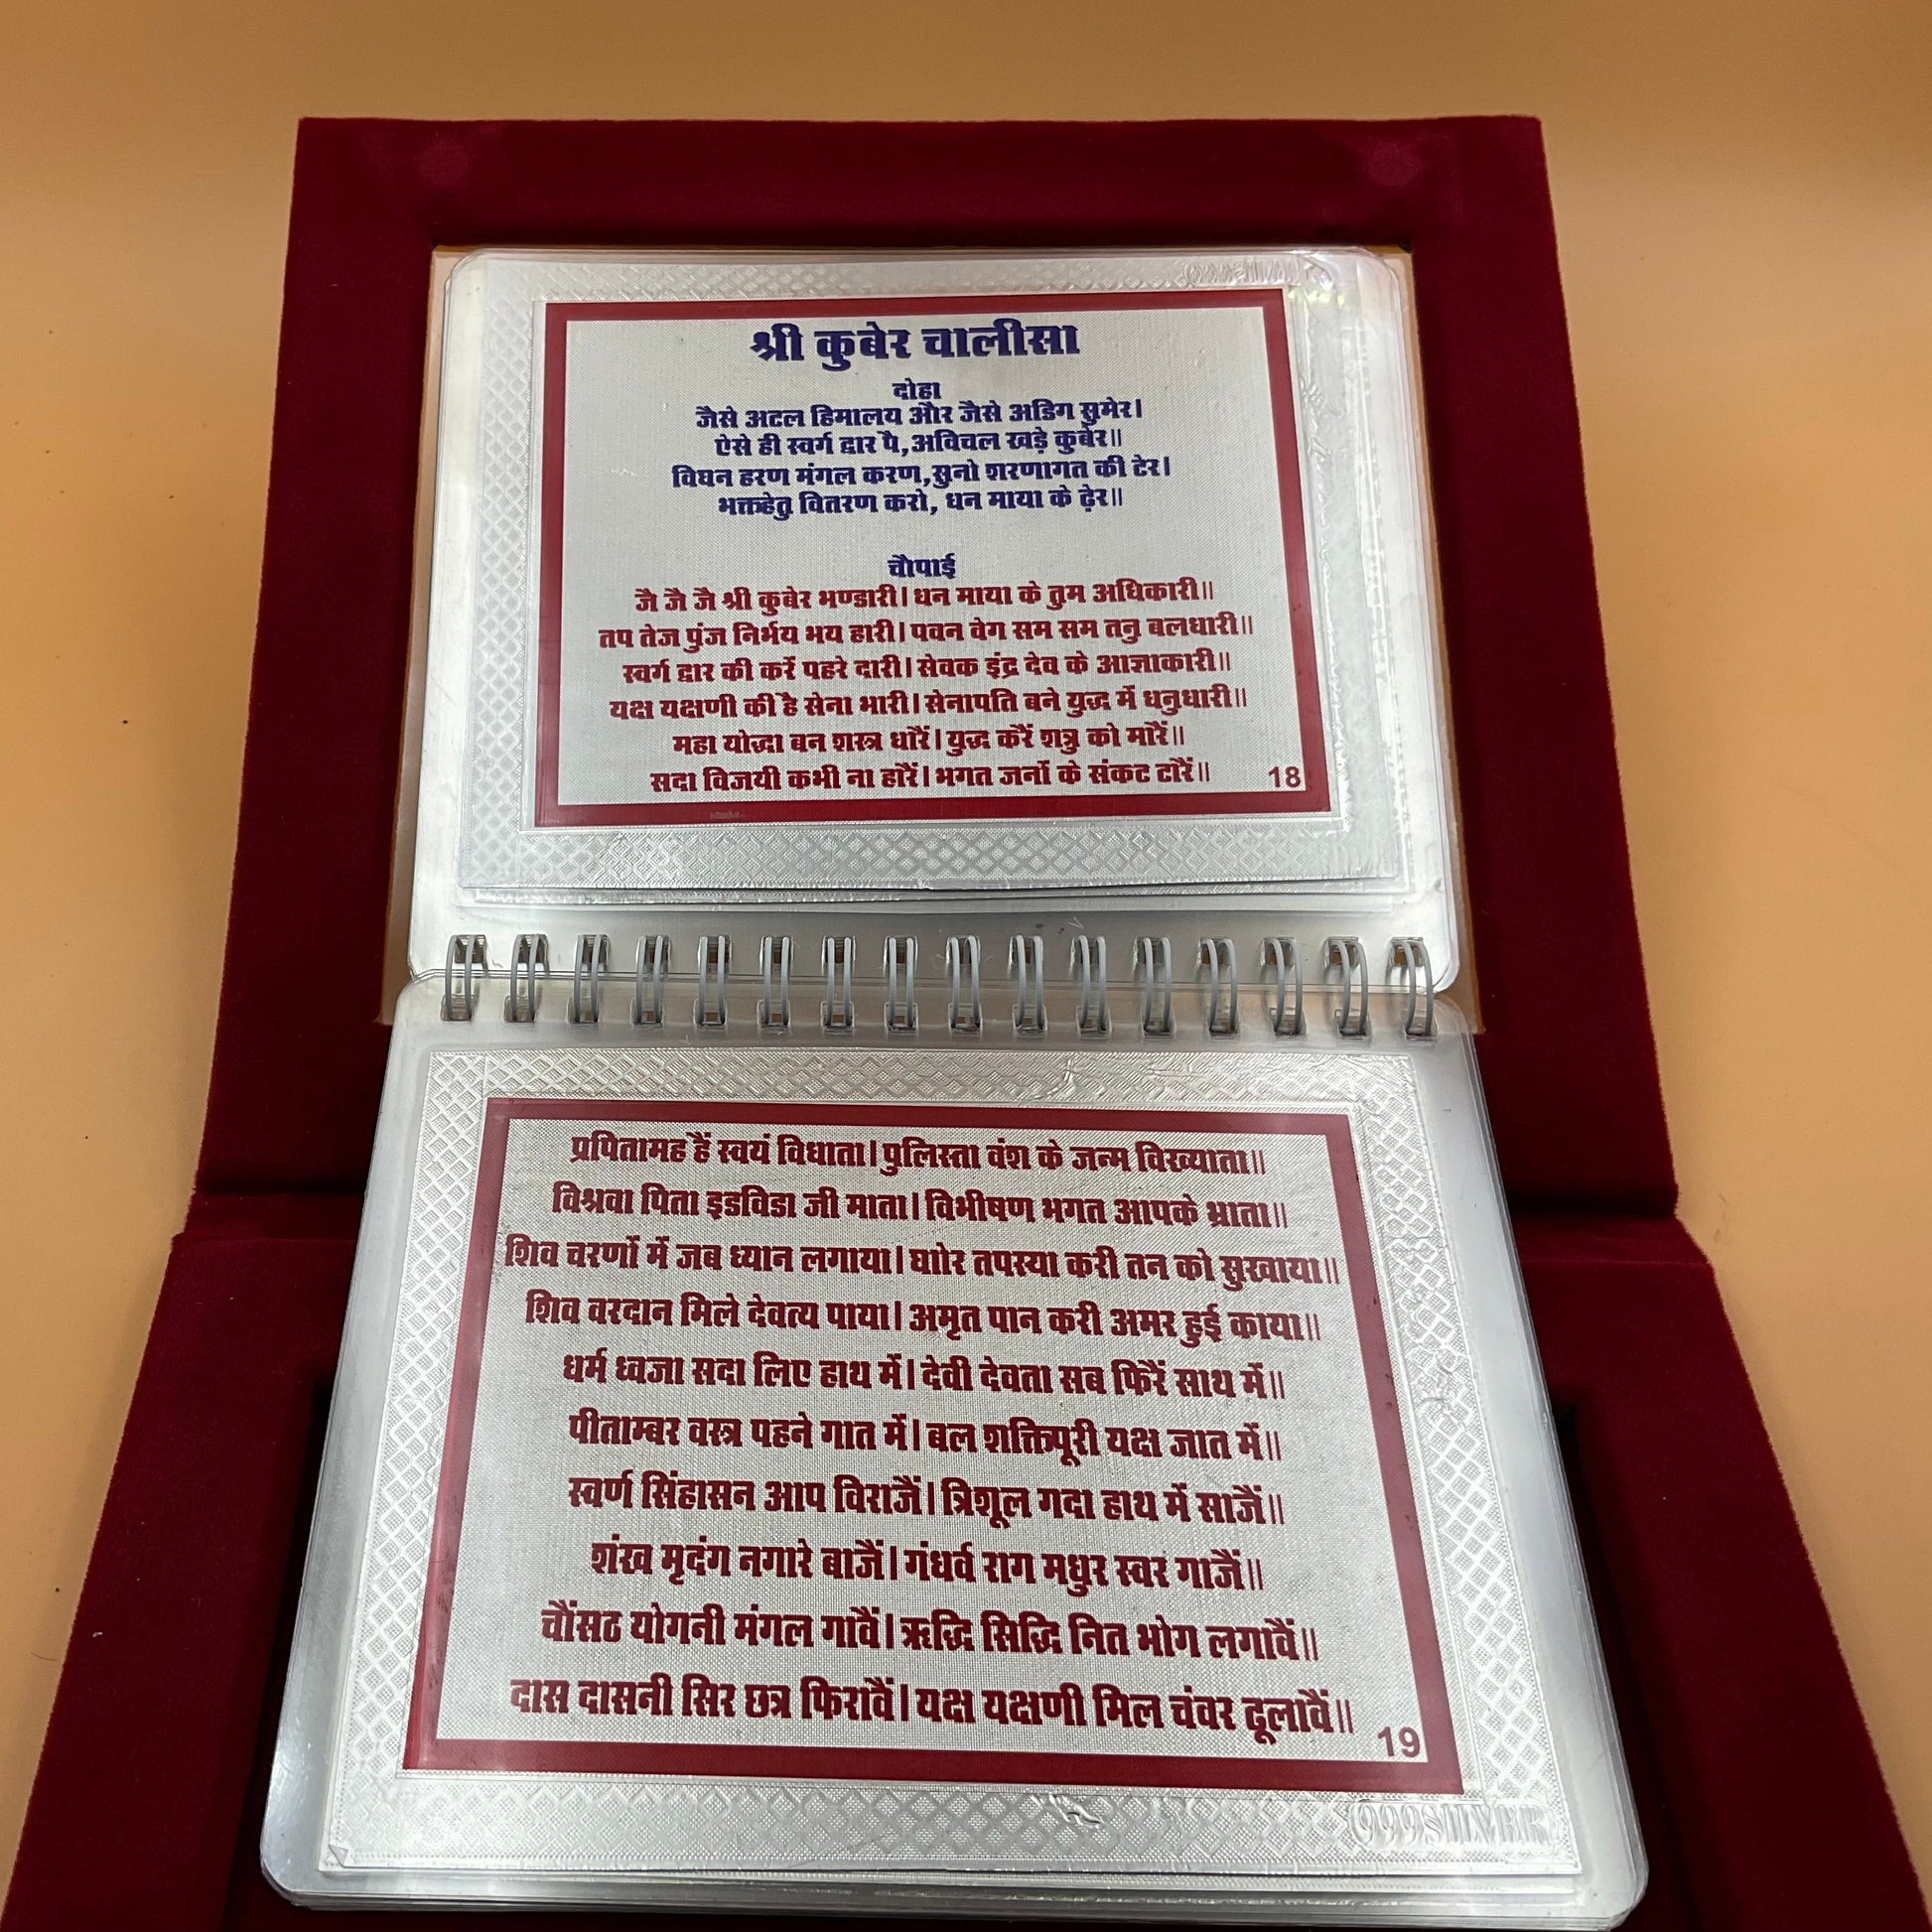 श्री कुबेर चालीसा
दोहा
जैसे अटल हिमालय और जैसे अडिग सुमेर।
ऐसे ही स्वर्ग द्वार पै,अविचल खड़े कुबेर॥
विघन हरण मंगल करण,सुनो शरणागत की टेर।
भक्तहेतु वितरण करो, धन माया के ढ़ेर॥
चौपाई
जै जै जै श्री कुबेर भण्डारी। धन माया के तुम अधिकारी॥
तप तेज पुंज निर्भय भय हारी। पवन वेग सम सम तनु बलधारी॥
स्वर्ग द्वार की करें पहरे दारी। सेवक इंद्र देव के आज्ञाकारी॥
यक्ष यक्षणी की है सेना भारी। सेनापति बने युद्ध में धनुधारी॥
महा योद्धा बन शस्त्र धारैं। युद्ध करैं शत्रु को मारैं॥
सदा विजयी कभी ना हारैं। भगत जनों के संकट टारैं॥
18
प्रपितामह हैं स्वयं विधाता। पुलिस्ता वंश के जन्म विख्याता॥
विश्रवा पिता इडविडा जी माता। विभीषण भगत आपके भ्राता॥
शिव चरणों में जब ध्यान लगाया। घाोर तपस्या करी तन को सुखाया॥
शिव वरदान मिले देवत्य पाया। अमृत पान करी अमर हुई काया॥
धर्म ध्वजा सदा लिए हाथ में। देवी देवता सब फिरैं साथ में॥
पीताम्बर वस्त्र पहने गात में। बल शक्तिपूरी यक्ष जात में॥
स्वर्ण सिंहासन आप विराजैं। त्रिशूल गदा हाथ में साजैं॥
शंख मृदंग नगारे बाजैं। गंधर्व राग मधुर स्वर गाजैं॥
चौंसठ योगनी मंगल गावैं। ऋद्धि सिद्धि नित भोग लगावैं॥
दास दासनी सिर छत्र फिरावैं। यक्ष यक्षणी मिल चंवर ढूलावैं॥
19
999 SILVER